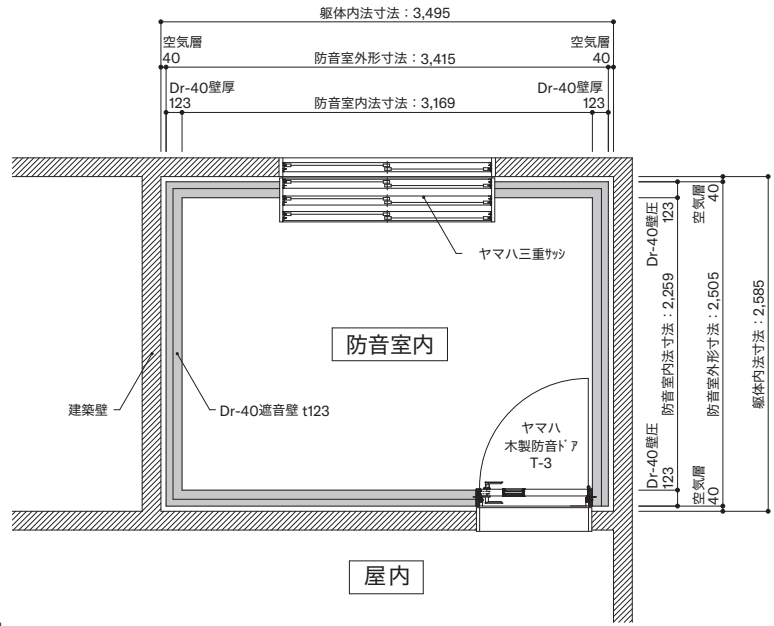 躯体内法寸法：3,495
空気層
40
防音室外形寸法：3,415
空気層
40
Dr-40壁厚
123
防音室内法寸法：3,169
Dr-40壁厚
123
ヤマハ三重ｻｯｼ
防音室内
建築壁
Dr-40遮音壁 t123
ヤマハ
木製防音ﾄﾞｱ
T-3
屋内
Dr-40壁圧
123
空気層
40
防音室内法寸法：2,259
防音室外形寸法：2,505
躯体内法寸法：2,585
Dr-40壁圧
123
空気層
40